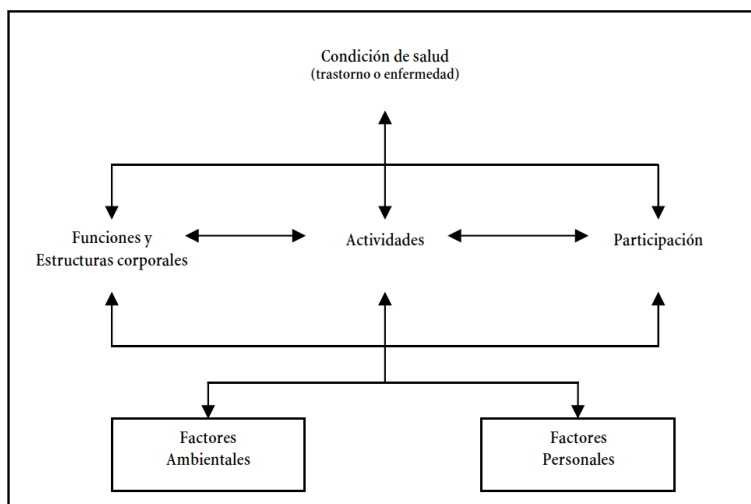 Condición de salud
(trastorno o enfermedad)
Funciones y
Estructuras corporales
Actividades
Participación
Factores
Ambientales
Factores
Personales